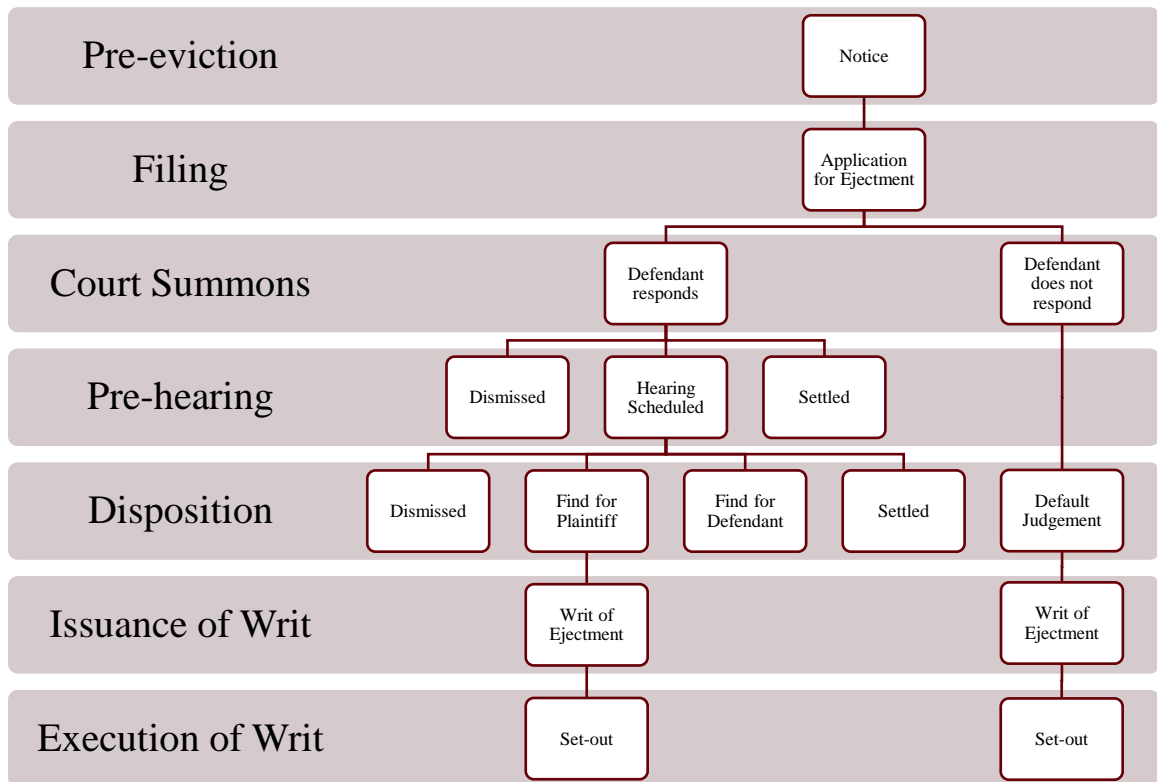 Pre-eviction
Notice
Filing
Application
for Ejectment
Court Summons
Defendant
responds
Defendant
does not
respond
Pre-hearing
Dismissed
Hearing
Scheduled
Settled
Disposition
Dismissed
Find for
Plaintiff
Find for
Defendant
Settled
Default
Judgement
Issuance of Writ
Writ of
Ejectment
Writ of
Ejectment
Execution of Writ
Set-out
Set-out